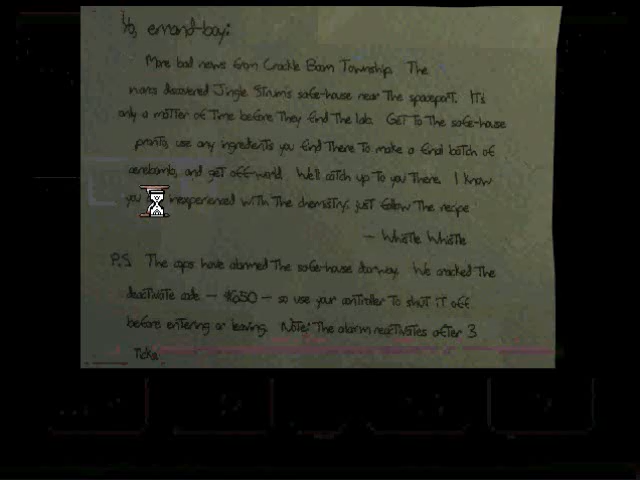 Yo, errand-boy:
More bad news from Crackle Boom Township. The
narcs discovered Jingle Strum's safe-house near the spaceport. It's
only a matter of time before they find the lab. Get to the safe-house
pronto, use any ingredients you find there to make a final batch of
cerebomb, and get off-world. We'll catch up to you there. I know
you inexperienced with the chemistry: just follow the recipe
- Whistle Whistle
P.S. The cops have alarmed the safe-house doorway. We cracked the
deactivate code - $650 - so use your controller to shut it off
before entering or leaving. Note: The alarm reactivates after 3
ticks